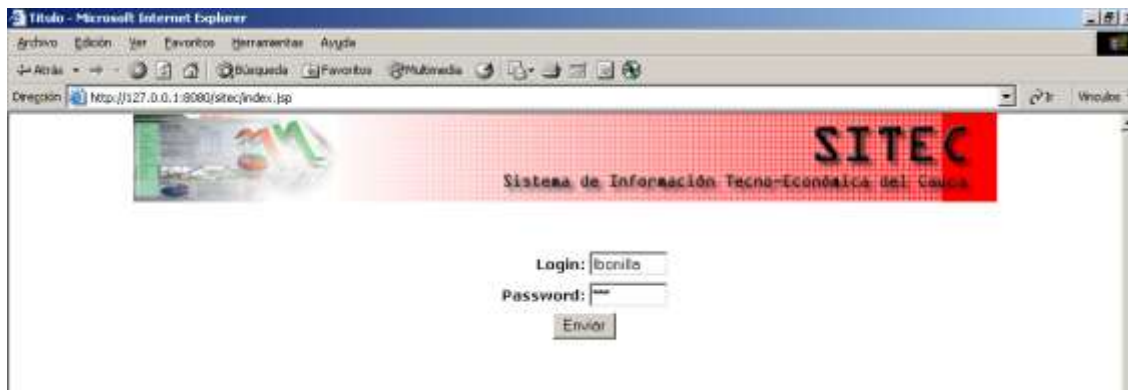 Titulo - Microsoft Internet Explorer
Archivo Edición Ver Favoritos Herramientas Ayuda
Atrás Búsqueda Favoritos Multimedia
Dirección http://127.0.0.1:8080/sitec/index.jsp Ir Vínculos
SITEC
Sistema de Información Tecno-Económica del Cauca
Login: lbonilla
Password: ***
Enviar